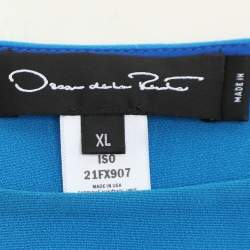 Oscar de la Renta
MADE IN
XL
ISO
21FX907
MADE IN USA